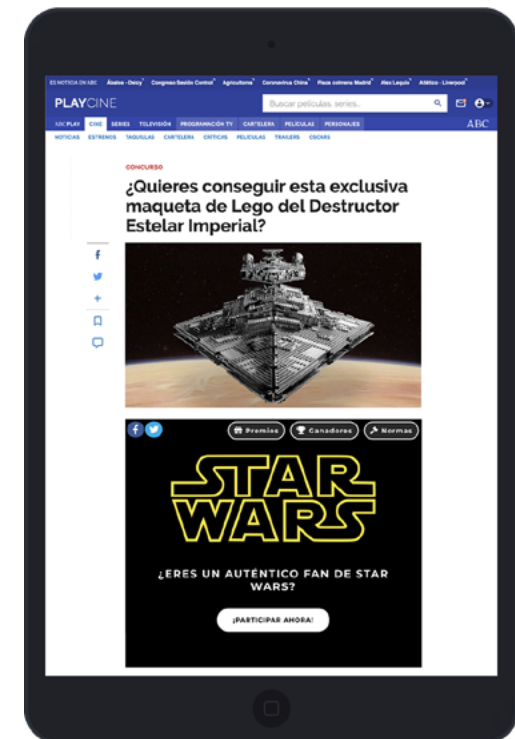 ES NOTICIA EN ABC Ábalos - Delcy Congreso Sesión Control Agricultores Coronavirus China Plaza colmena Madrid Alex Lequio Atlético - Liverpool
PLAYCINE
Buscar películas, series..
ABC PLAY CINE SERIES TELEVISIÓN PROGRAMACIÓN TV CARTELERA PELÍCULAS PERSONAJES ABC
NOTICIAS ESTRENOS TAQUILLAS CARTELERA CRÍTICAS PELÍCULAS TRAILERS OSCARS
CONCURSO
¿Quieres conseguir esta exclusiva
maqueta de Lego del Destructor
Estelar Imperial?
Premios Ganadores Normas
STAR
WARS
¿ERES UN AUTÉNTICO FAN DE STAR
WARS?
¡PARTICIPAR AHORA!